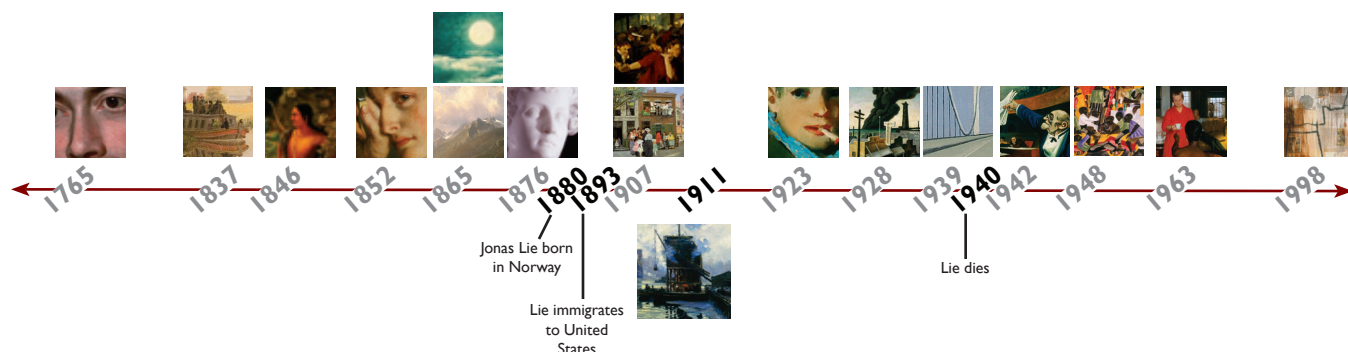 1765 1837 1846 1852 1865 1876 1880 1893 1907 1911 1923 1928 1939 1940 1942 1948 1963 1998
Jonas Lie born
in Norway
Lie immigrates
to United
States
Lie dies